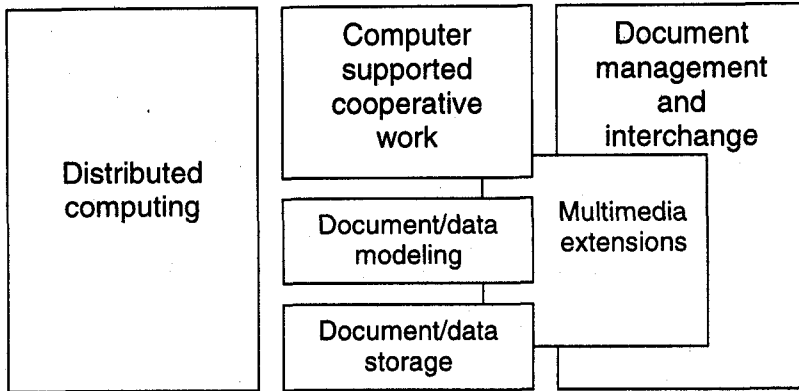 Distributed
computing
Computer
supported
cooperative
work
Document/data
modeling
Document/data
storage
Document
management
and
interchange
Multimedia
extensions